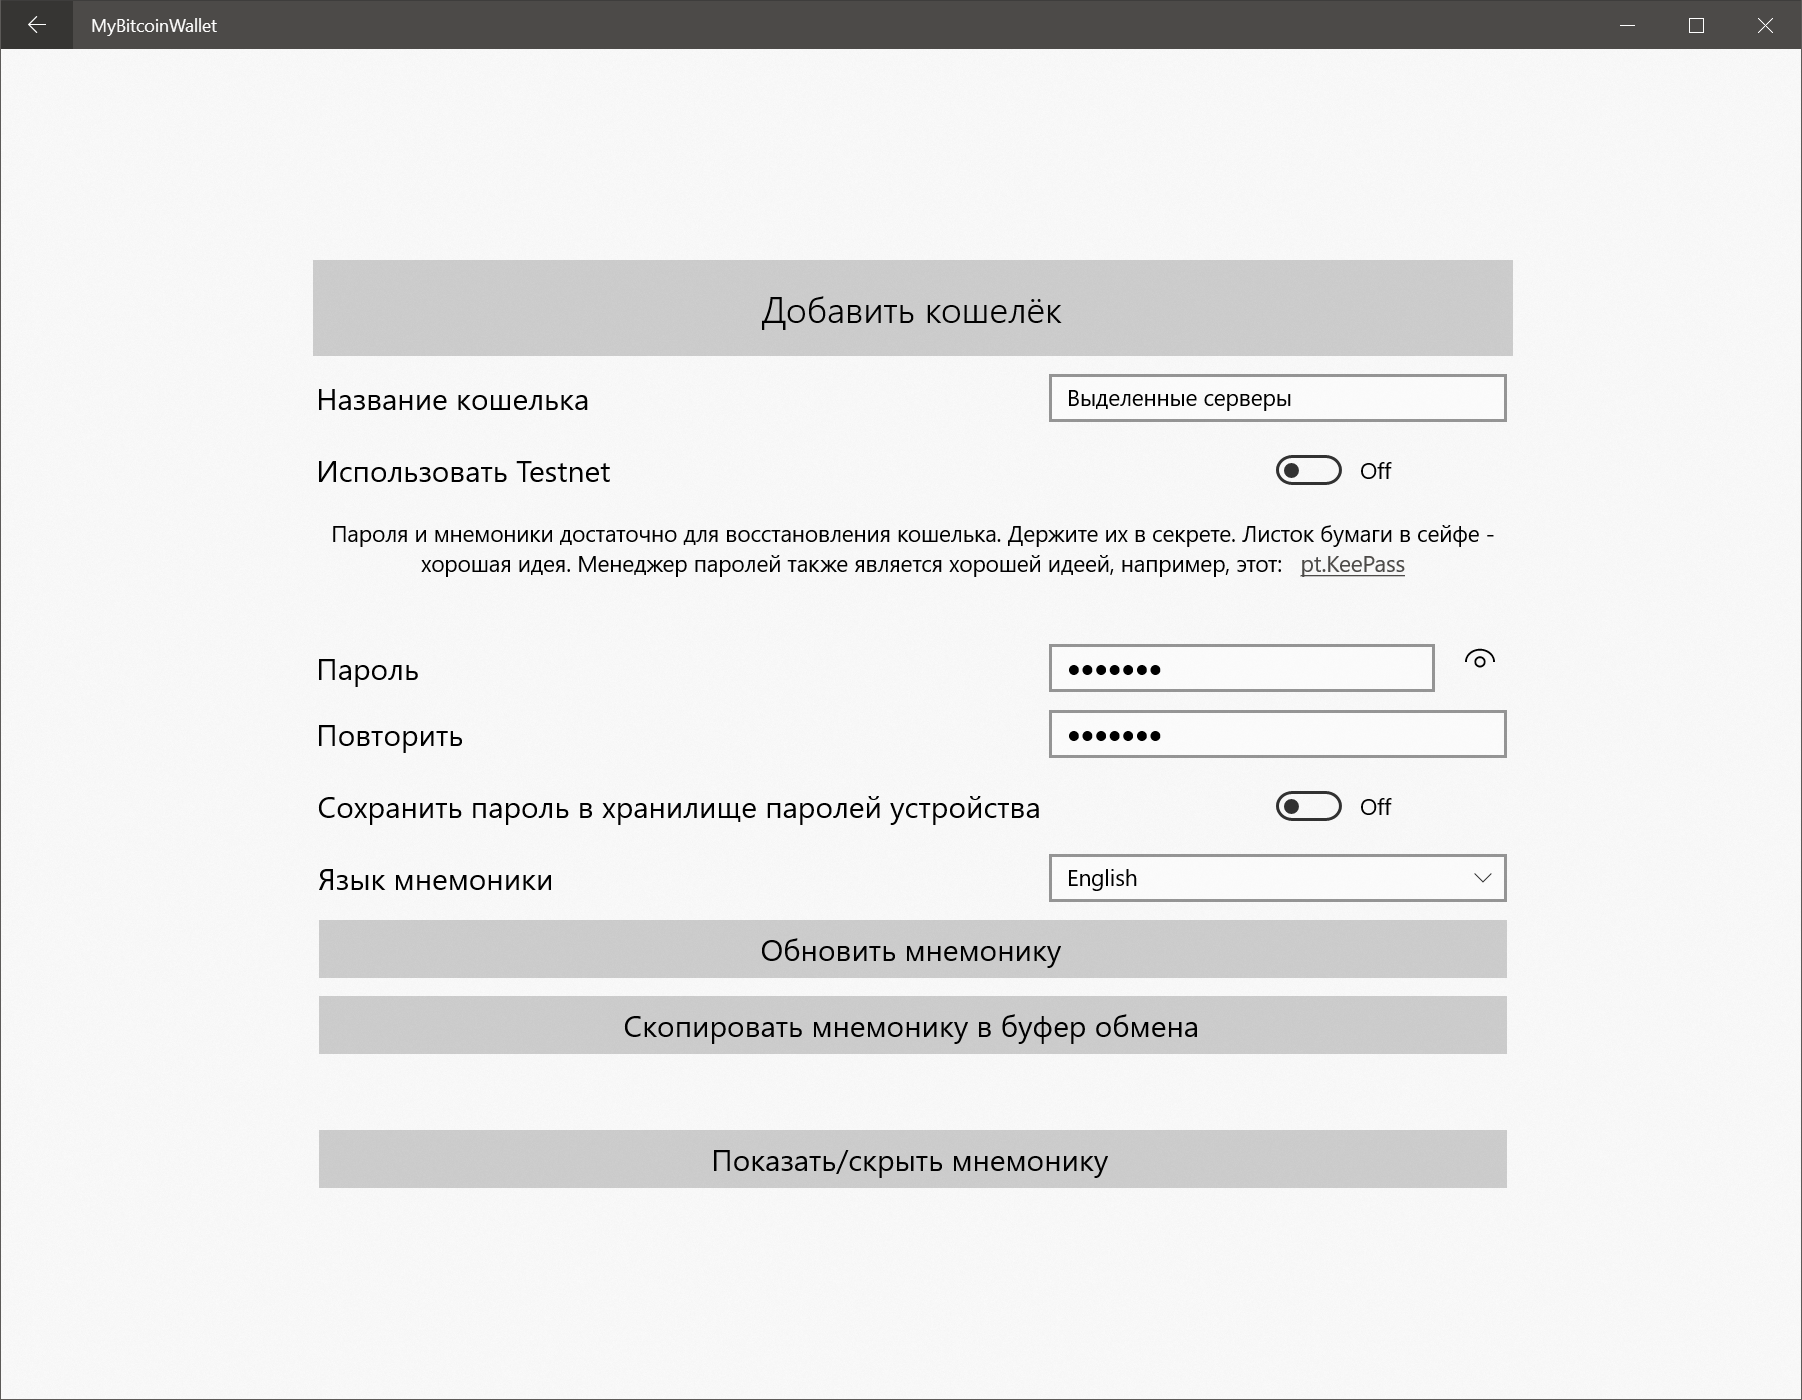 MyBitcoinWallet
Добавить кошелёк
Название кошелька
Выделенные серверы
Использовать Testnet
Off
Пароля и мнемоники достаточно для восстановления кошелька. Держите их в секрете. Листок бумаги в сейфе -
хорошая идея. Менеджер паролей также является хорошей идеей, например, этот: pt.KeePass
Пароль
●●●●●●●
Повторить
●●●●●●●
Сохранить пароль в хранилище паролей устройства
Off
Язык мнемоники
English
Обновить мнемонику
Скопировать мнемонику в буфер обмена
Показать/скрыть мнемонику